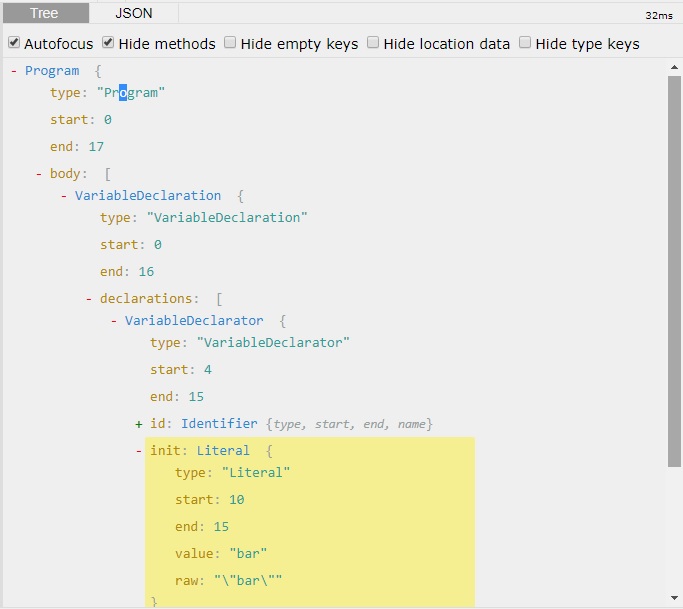 Tree JSON 32ms
Autofocus Hide methods Hide empty keys Hide location data Hide type keys
- Program {
type: "Program"
start: 0
end: 17
- body: [
- VariableDeclaration {
type: "VariableDeclaration"
start: 0
end: 16
- declarations: [
- VariableDeclarator {
type: "VariableDeclarator"
start: 4
end: 15
+ id: Identifier {type, start, end, name}
- init: Literal {
type: "Literal"
start: 10
end: 15
value: "bar"
raw: "\"bar\""
}